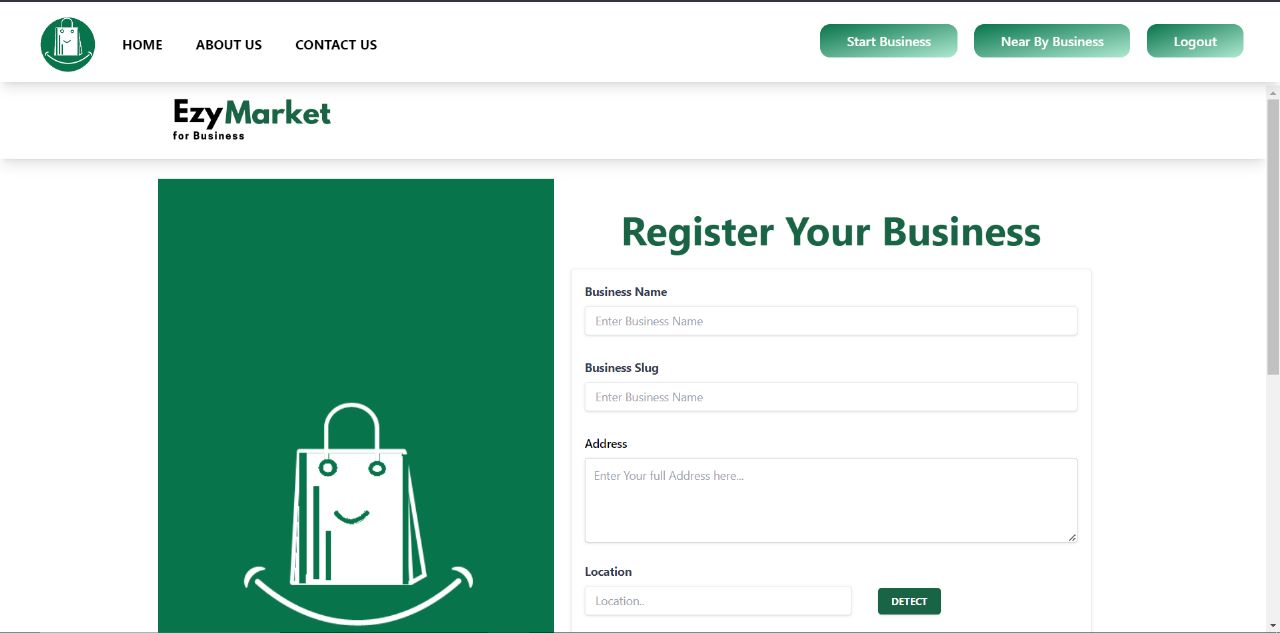 HOME ABOUT US CONTACT US Start Business Near By Business Logout
EzyMarket
for Business
Register Your Business
Business Name
Enter Business Name
Business Slug
Enter Business Name
Address
Enter Your full Address here...
Location
Location.. DETECT